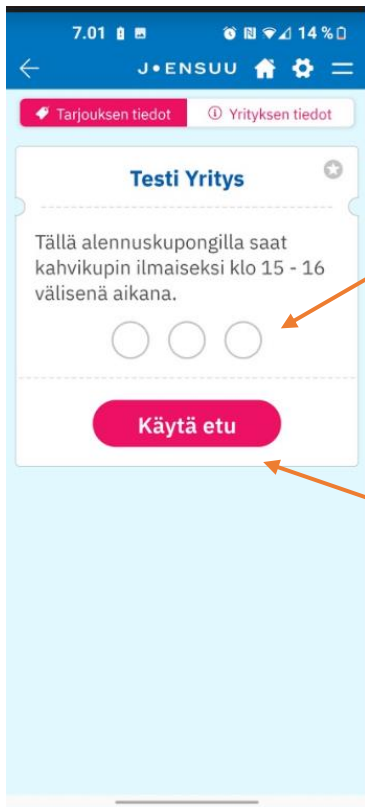 7.01 14 %
J•ENSUU
Tarjouksen tiedot Yrityksen tiedot
Testi Yritys
Tällä alennuskupongilla saat
kahvikupin ilmaiseksi klo 15 - 16
välisenä aikana.
Käytä etu